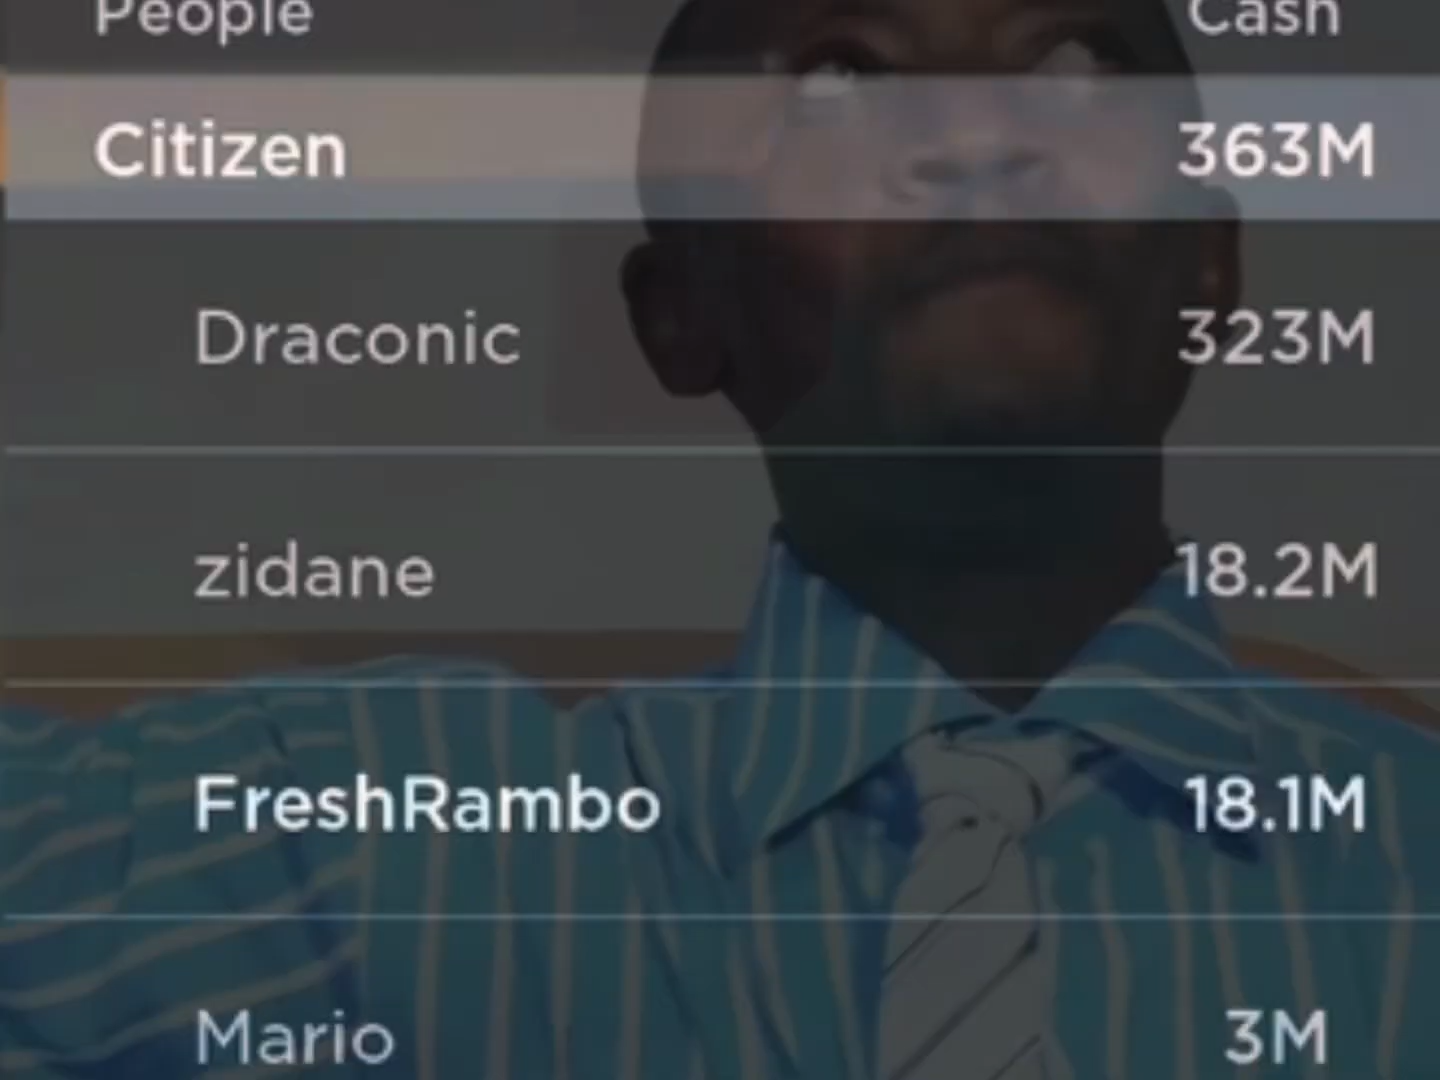 People Cash
Citizen 363M
Draconic 323M
zidane 18.2M
FreshRambo 18.1M
Mario 3M